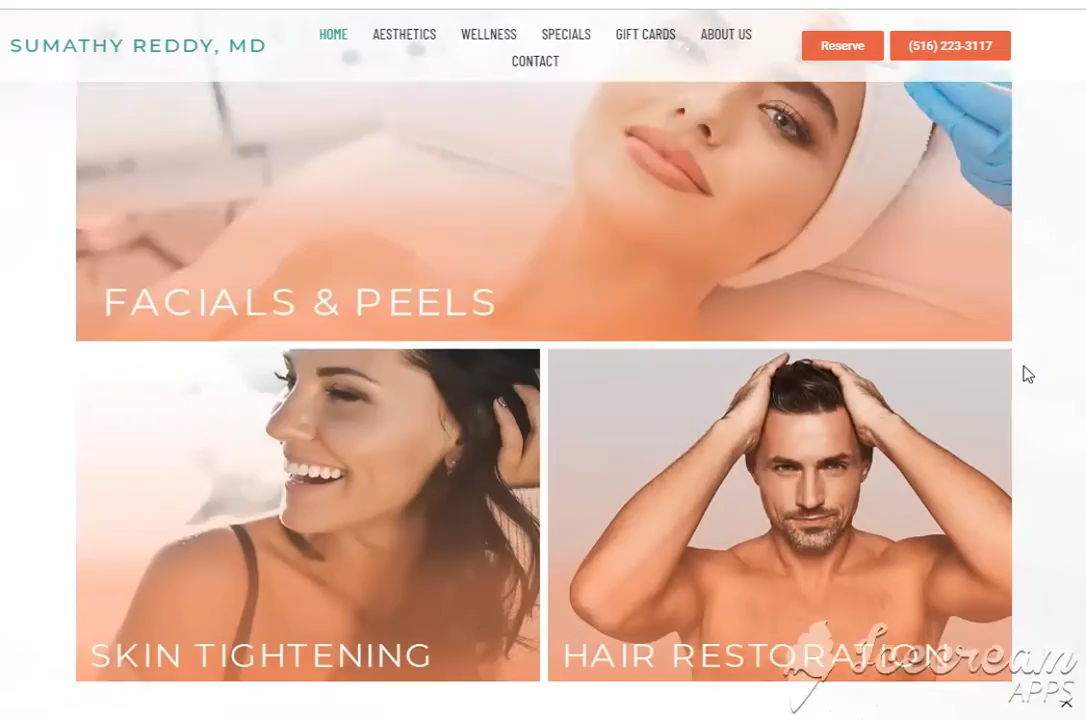 SUMATHY REDDY, MD
HOME AESTHETICS WELLNESS SPECIALS GIFT CARDS ABOUT US
CONTACT
Reserve
(516) 223-3117
FACIALS & PEELS
SKIN TIGHTENING
HAIR RESTORATION
Icecream
APPS